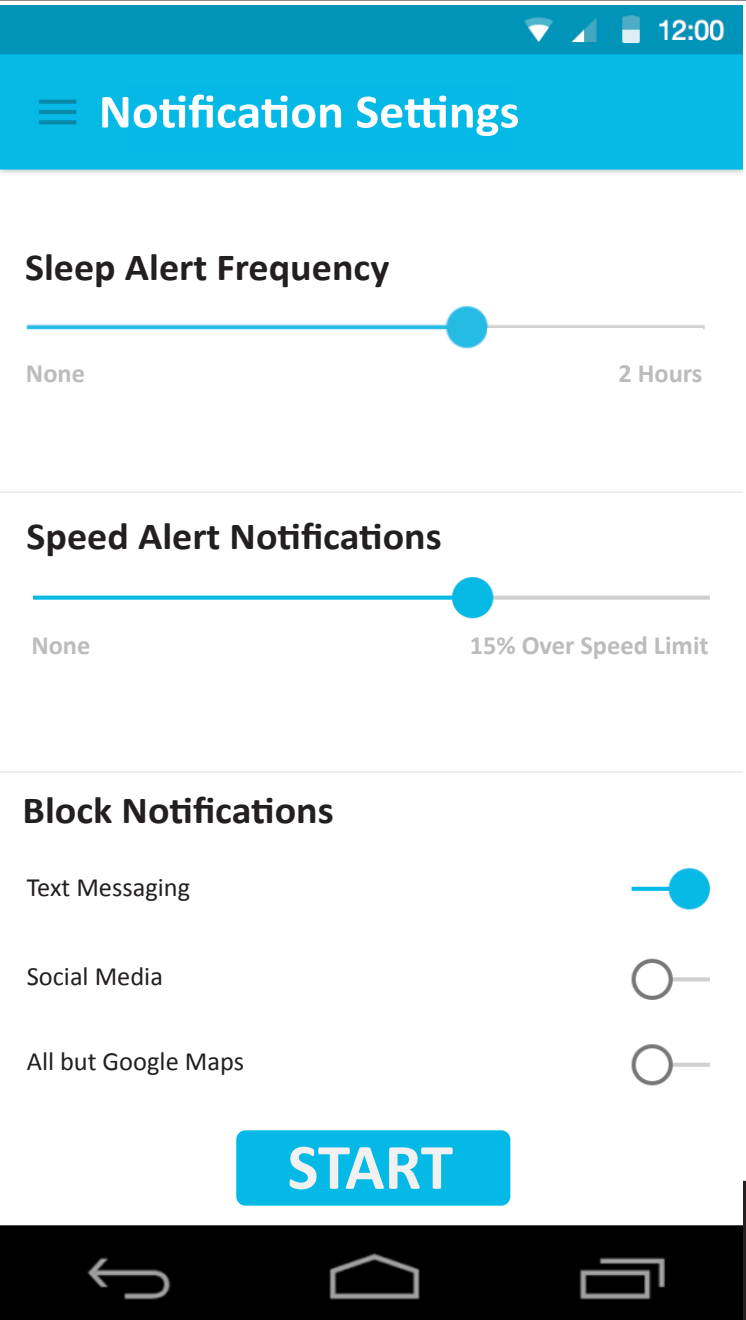 12:00
Notification Settings
Sleep Alert Frequency
None 2 Hours
Speed Alert Notifications
None 15% Over Speed Limit
Block Notifications
Text Messaging
Social Media
All but Google Maps
START